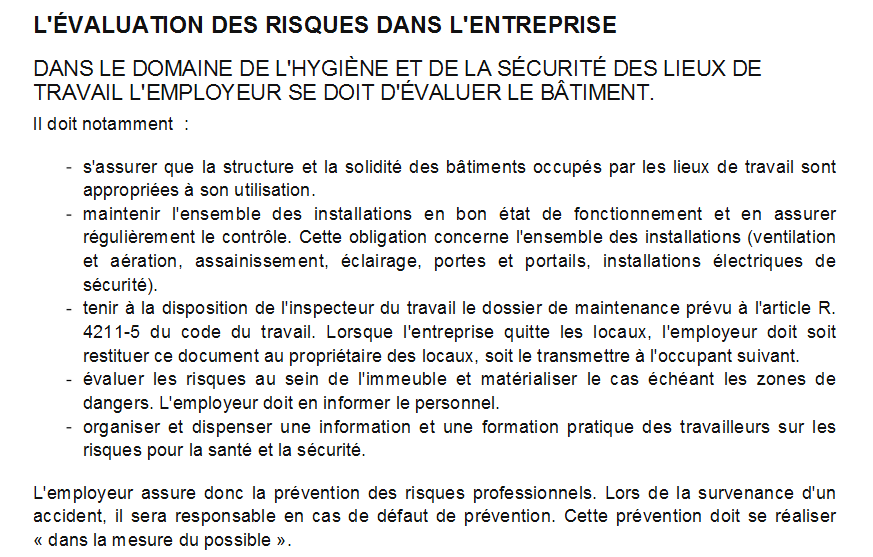 L'ÉVALUATION DES RISQUES DANS L'ENTREPRISE
DANS LE DOMAINE DE L'HYGIÈNE ET DE LA SÉCURITÉ DES LIEUX DE
TRAVAIL L'EMPLOYEUR SE DOIT D'ÉVALUER LE BÂTIMENT.
Il doit notamment :
- s'assurer que la structure et la solidité des bâtiments occupés par les lieux de travail sont
appropriées à son utilisation.
- maintenir l'ensemble des installations en bon état de fonctionnement et en assurer
régulièrement le contrôle. Cette obligation concerne l'ensemble des installations (ventilation
et aération, assainissement, éclairage, portes et portails, installations électriques de
sécurité).
- tenir à la disposition de l'inspecteur du travail le dossier de maintenance prévu à l'article R.
4211-5 du code du travail. Lorsque l'entreprise quitte les locaux, l'employeur doit soit
restituer ce document au propriétaire des locaux, soit le transmettre à l'occupant suivant.
- évaluer les risques au sein de l'immeuble et matérialiser le cas échéant les zones de
dangers. L'employeur doit en informer le personnel.
- organiser et dispenser une information et une formation pratique des travailleurs sur les
risques pour la santé et la sécurité.
L'employeur assure donc la prévention des risques professionnels. Lors de la survenance d'un
accident, il sera responsable en cas de défaut de prévention. Cette prévention doit se réaliser
« dans la mesure du possible ».